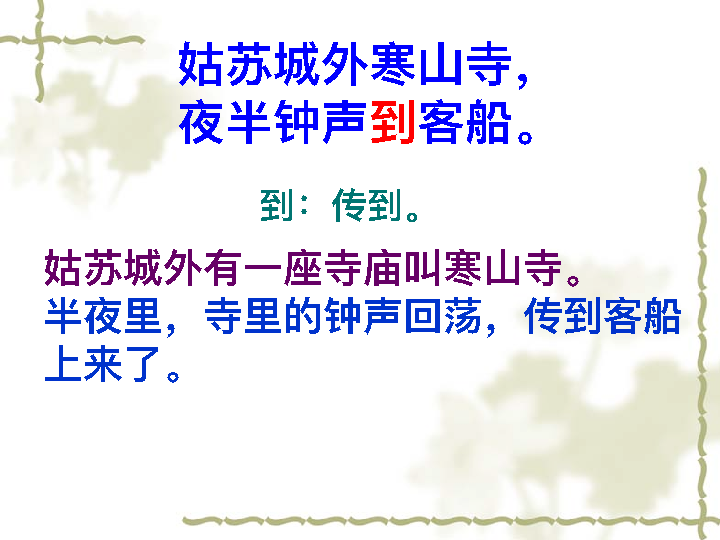 姑苏城外寒山寺，
夜半钟声到客船。
到：传到。
姑苏城外有一座寺庙叫寒山寺。
半夜里，寺里的钟声回荡，传到客船
上来了。